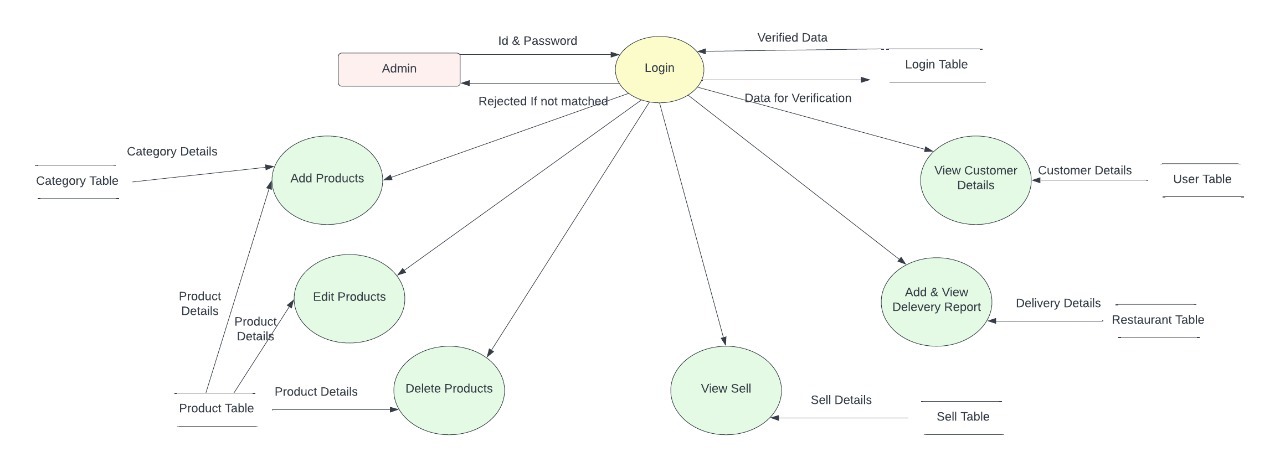 Id & Password
Verified Data
Admin
Login
Login Table
Rejected If not matched
Data for Verification
Category Details
Category Table
Add Products
View Customer
Details
Customer Details
User Table
Product
Details
Edit Products
Product
Details
Add & View
Delevery Report
Delivery Details
Restaurant Table
Product Table
Product Details
Delete Products
View Sell
Sell Details
Sell Table